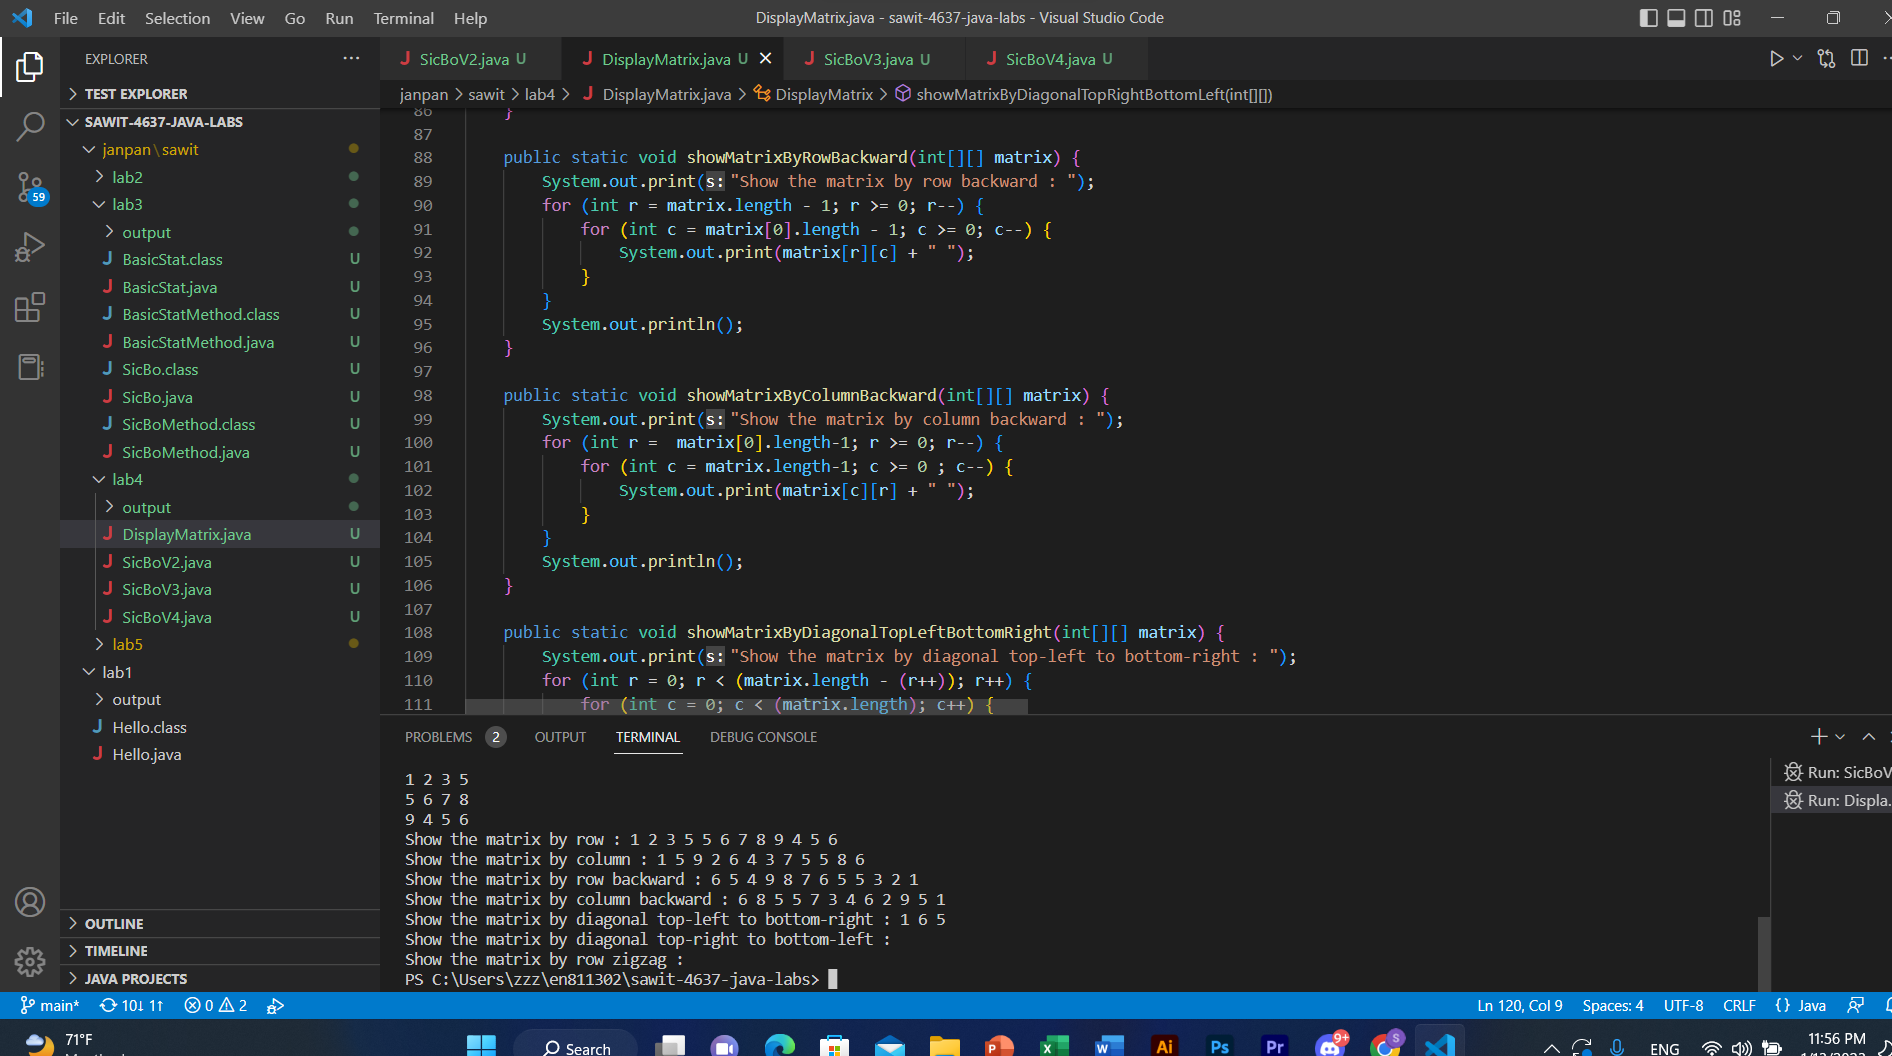 File Edit Selection View Go Run Terminal Help
DisplayMatrix.java - sawit-4637-java-labs - Visual Studio Code
EXPLORER
TEST EXPLORER
SAWIT-4637-JAVA-LABS
janpan\sawit
lab2
lab3
output
BasicStat.class U
BasicStat.java U
BasicStatMethod.class U
BasicStatMethod.java U
SicBo.class U
SicBo.java U
SicBoMethod.class U
SicBoMethod.java U
lab4
output
DisplayMatrix.java U
SicBoV2.java U
SicBoV3.java U
SicBoV4.java U
lab5
lab1
output
Hello.class
Hello.java
OUTLINE
TIMELINE
JAVA PROJECTS
59
SicBoV2.java U DisplayMatrix.java U SicBoV3.java U SicBoV4.java U
janpan > sawit > lab4 > DisplayMatrix.java > DisplayMatrix > showMatrixByDiagonalTopRightBottomLeft(int[][])
86 }
87
88 public static void showMatrixByRowBackward(int[][] matrix) {
89 System.out.print(s:"Show the matrix by row backward : ");
90 for (int r = matrix.length - 1; r >= 0; r--) {
91 for (int c = matrix[0].length - 1; c >= 0; c--) {
92 System.out.print(matrix[r][c] + " ");
93 }
94 }
95 System.out.println();
96 }
97
98 public static void showMatrixByColumnBackward(int[][] matrix) {
99 System.out.print(s:"Show the matrix by column backward : ");
100 for (int r =  matrix[0].length-1; r >= 0; r--) {
101 for (int c = matrix.length-1; c >= 0 ; c--) {
102 System.out.print(matrix[c][r] + " ");
103 }
104 }
105 System.out.println();
106 }
107
108 public static void showMatrixByDiagonalTopLeftBottomRight(int[][] matrix) {
109 System.out.print(s:"Show the matrix by diagonal top-left to bottom-right : ");
110 for (int r = 0; r < (matrix.length - (r++)); r++) {
111 for (int c = 0; c < (matrix.length); c++) {
PROBLEMS 2 OUTPUT TERMINAL DEBUG CONSOLE
1 2 3 5
5 6 7 8
9 4 5 6
Show the matrix by row : 1 2 3 5 5 6 7 8 9 4 5 6
Show the matrix by column : 1 5 9 2 6 4 3 7 5 5 8 6
Show the matrix by row backward : 6 5 4 9 8 7 6 5 5 3 2 1
Show the matrix by column backward : 6 8 5 5 7 3 4 6 2 9 5 1
Show the matrix by diagonal top-left to bottom-right : 1 6 5
Show the matrix by diagonal top-right to bottom-left :
Show the matrix by row zigzag :
PS C:\Users\zzz\en811302\sawit-4637-java-labs>
Run: SicBoV
Run: Displa...
main* 10↓ 1↑ 0 2
Ln 120, Col 9 Spaces: 4 UTF-8 CRLF {} Java
71°F
Search
Ai Ps Pr 9+ S
ENG
11:56 PM